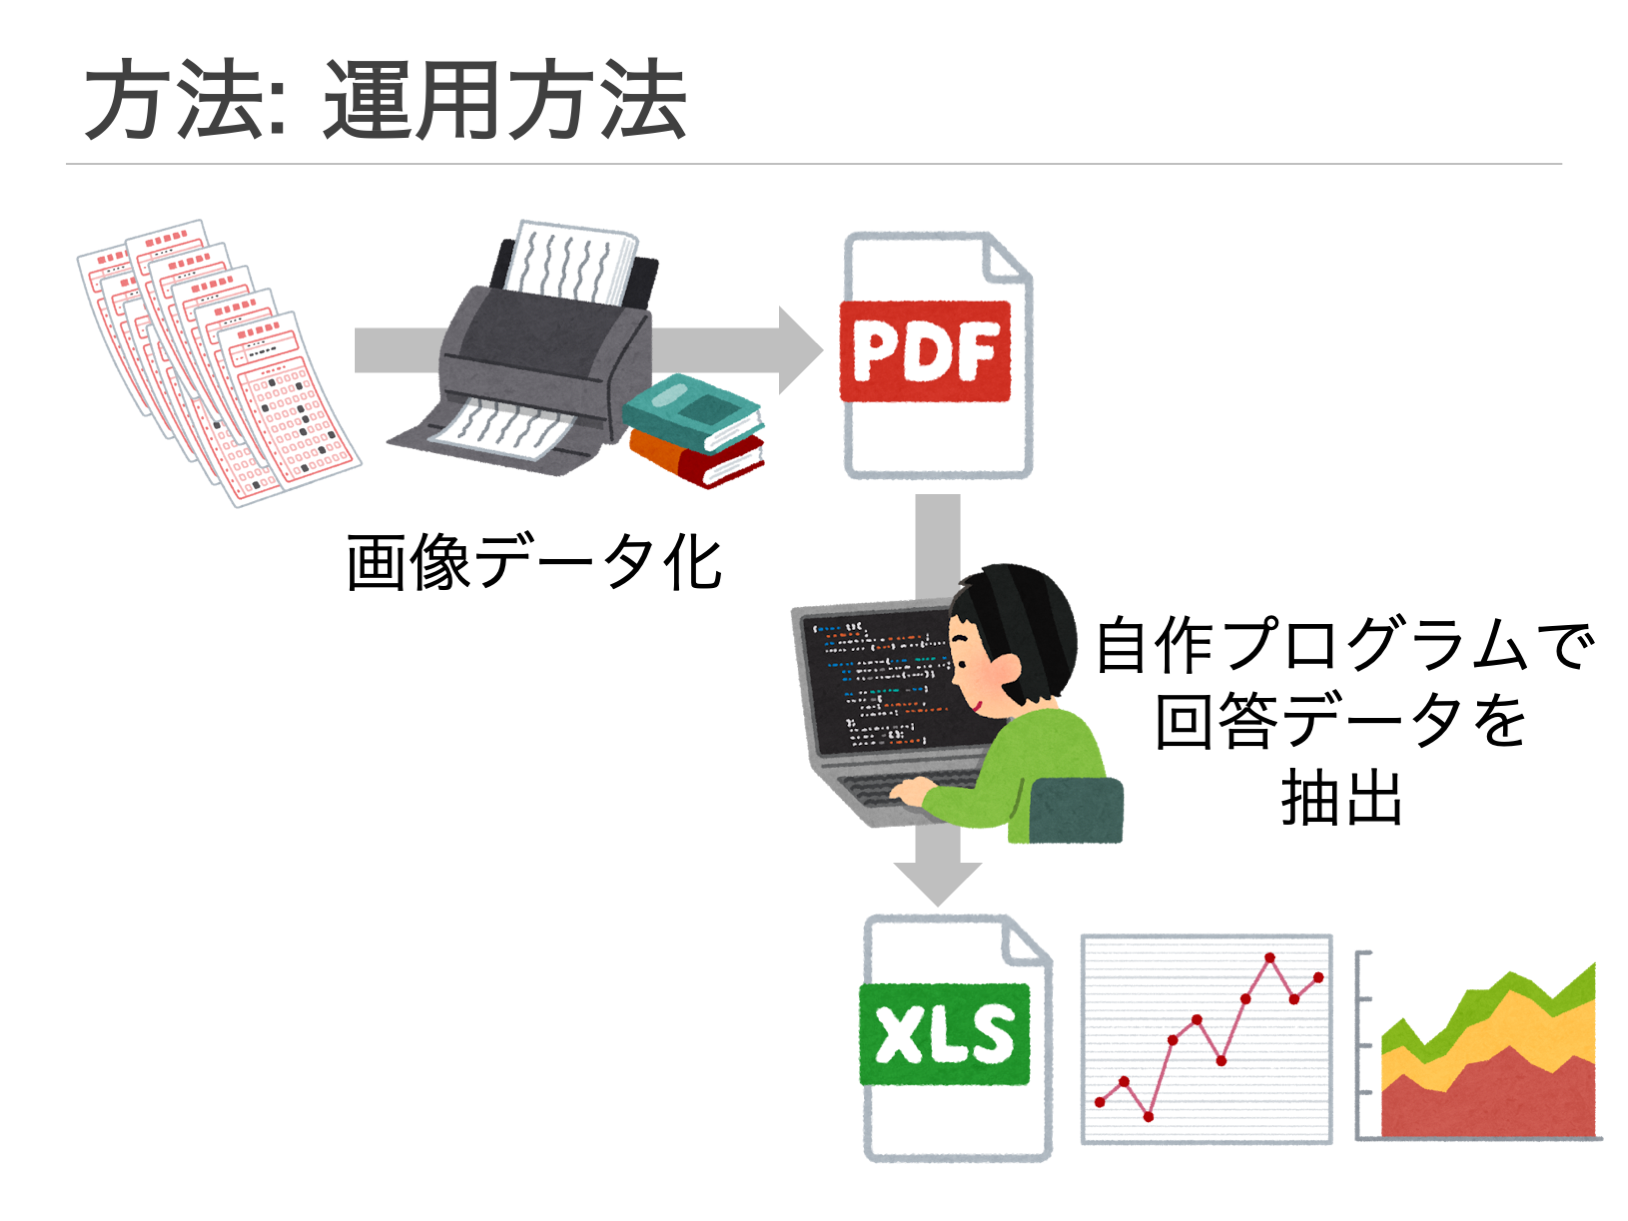 方法: 運用方法
PDF
画像データ化
自作プログラムで
回答データを
抽出
XLS